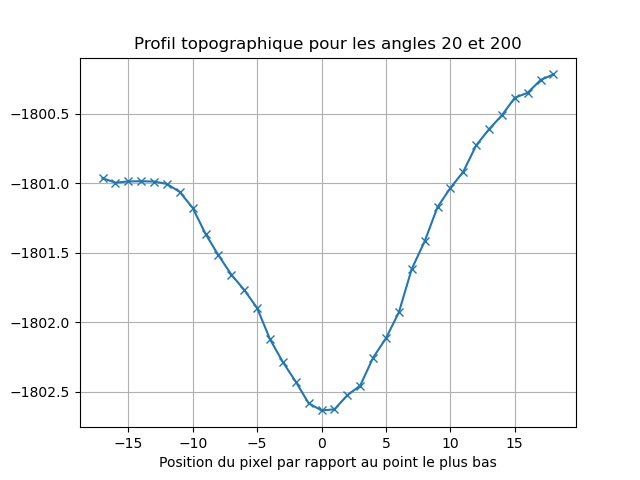 Profil topographique pour les angles 20 et 200
−1800.5
−1801.0
−1801.5
−1802.0
−1802.5
−15 −10 −5 0 5 10 15
Position du pixel par rapport au point le plus bas